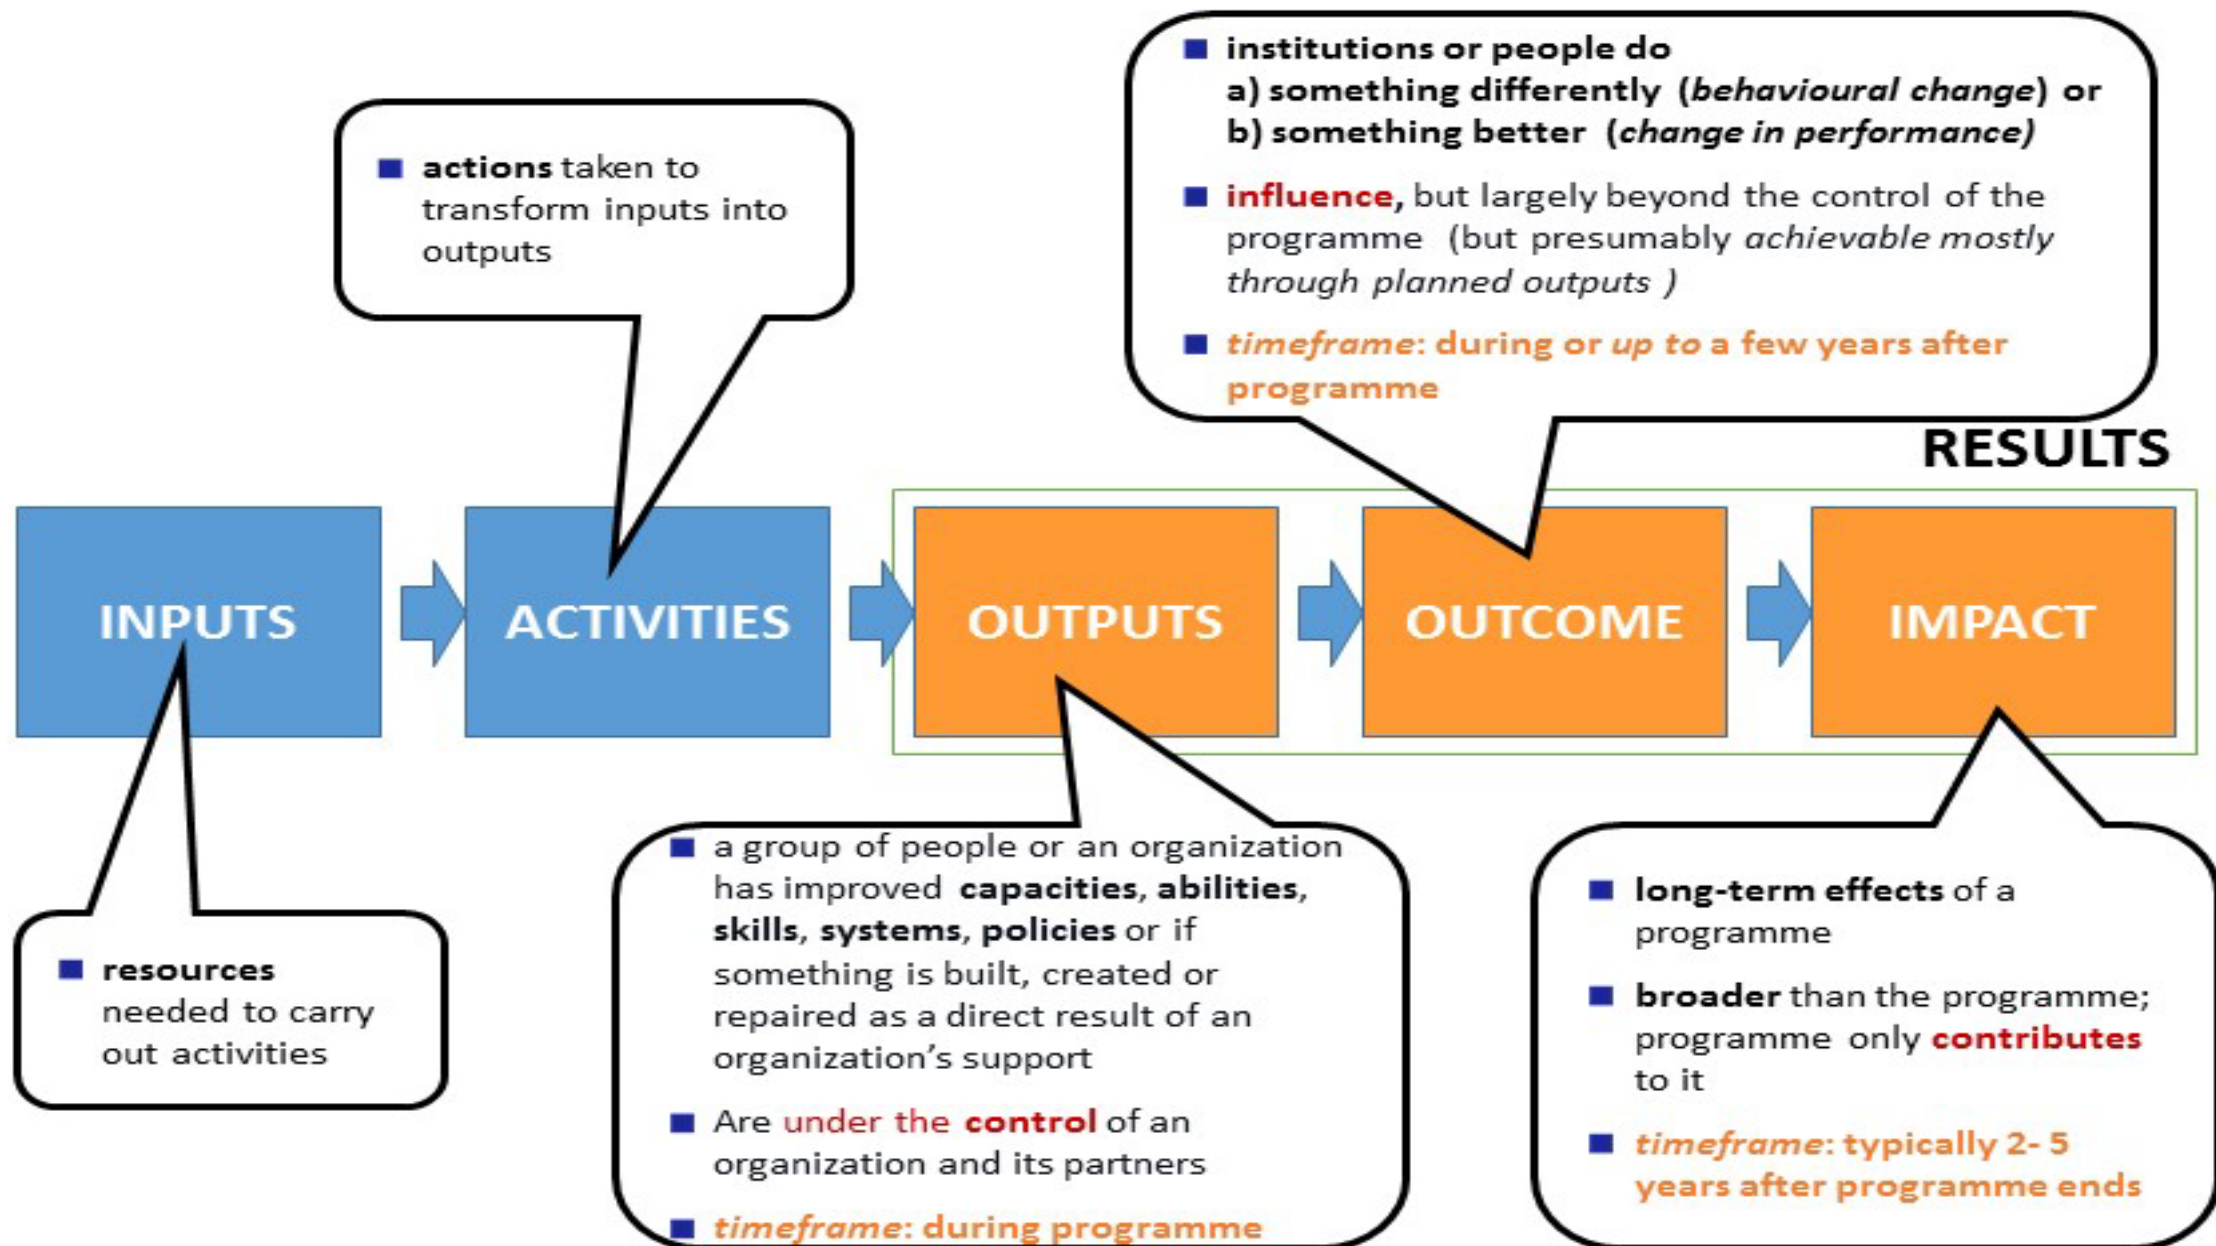 institutions or people do
a) something differently (behavioural change) or
b) something better (change in performance)
influence, but largely beyond the control of the
programme (but presumably achievable mostly
through planned outputs )
timeframe: during or up to a few years after
programme
actions taken to
transform inputs into
outputs
RESULTS
INPUTS
ACTIVITIES
OUTPUTS
OUTCOME
IMPACT
resources
needed to carry
out activities
a group of people or an organization
has improved capacities, abilities,
skills, systems, policies or if
something is built, created or
repaired as a direct result of an
organization's support
Are under the control of an
organization and its partners
timeframe: during programme
long-term effects of a
programme
broader than the programme;
programme only contributes
to it
timeframe: typically 2- 5
years after programme ends